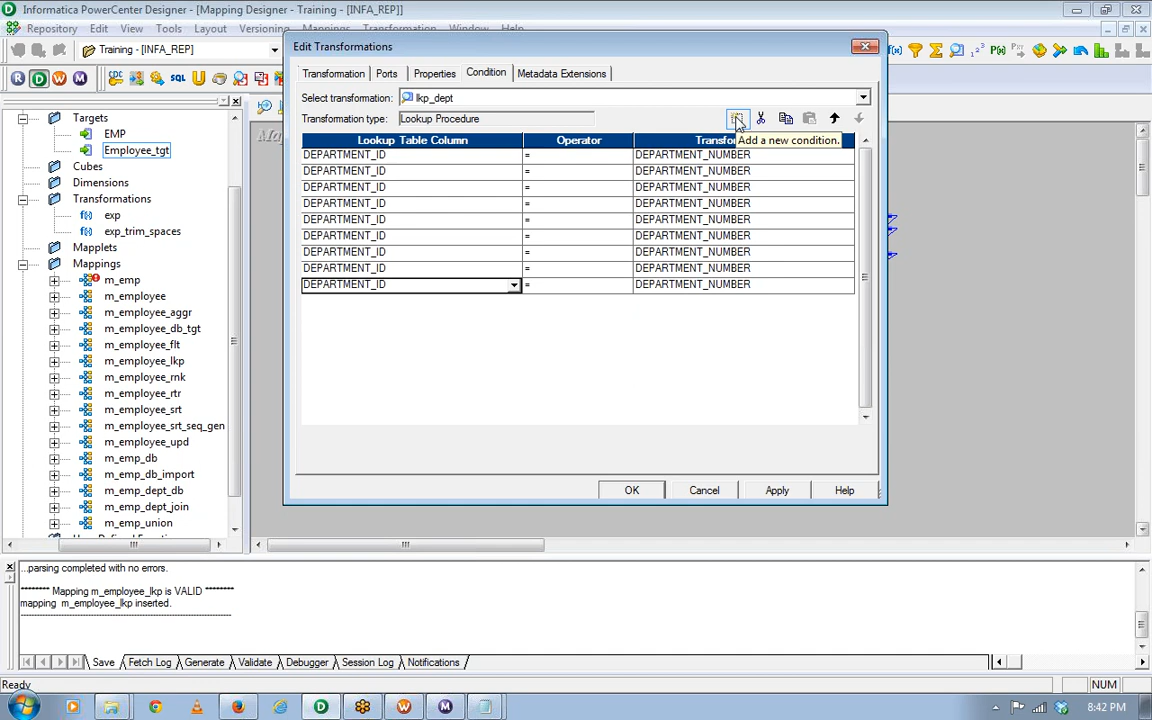 Informatica PowerCenter Designer - [Mapping Designer - Training - [INFA_REP]]
Repository Edit View Tools Layout Versioning Mappings Transformation Window Help
Training - [INFA_REP]
Edit Transformations
Transformation Ports Properties Condition Metadata Extensions
Select transformation: lkp_dept
Transformation type: Lookup Procedure
Add a new condition.
Lookup Table Column Operator
DEPARTMENT_ID = DEPARTMENT_NUMBER
DEPARTMENT_ID = DEPARTMENT_NUMBER
DEPARTMENT_ID = DEPARTMENT_NUMBER
DEPARTMENT_ID = DEPARTMENT_NUMBER
DEPARTMENT_ID = DEPARTMENT_NUMBER
DEPARTMENT_ID = DEPARTMENT_NUMBER
DEPARTMENT_ID = DEPARTMENT_NUMBER
DEPARTMENT_ID = DEPARTMENT_NUMBER
DEPARTMENT_ID = DEPARTMENT_NUMBER
OK Cancel Apply Help
Targets
EMP
Employee_tgt
Cubes
Dimensions
Transformations
exp
exp_trim_spaces
Mapplets
Mappings
m_emp
m_employee
m_employee_aggr
m_employee_db_tgt
m_employee_flt
m_employee_lkp
m_employee_rnk
m_employee_rtr
m_employee_srt
m_employee_srt_seq_gen
m_employee_upd
m_emp_db
m_emp_db_import
m_emp_dept_db
m_emp_dept_join
m_emp_union
...parsing completed with no errors.
******** Mapping m_employee_lkp is VALID ********
mapping m_employee_lkp inserted.
Save Fetch Log Generate Validate Debugger Session Log Notifications
Ready
NUM
8:42 PM